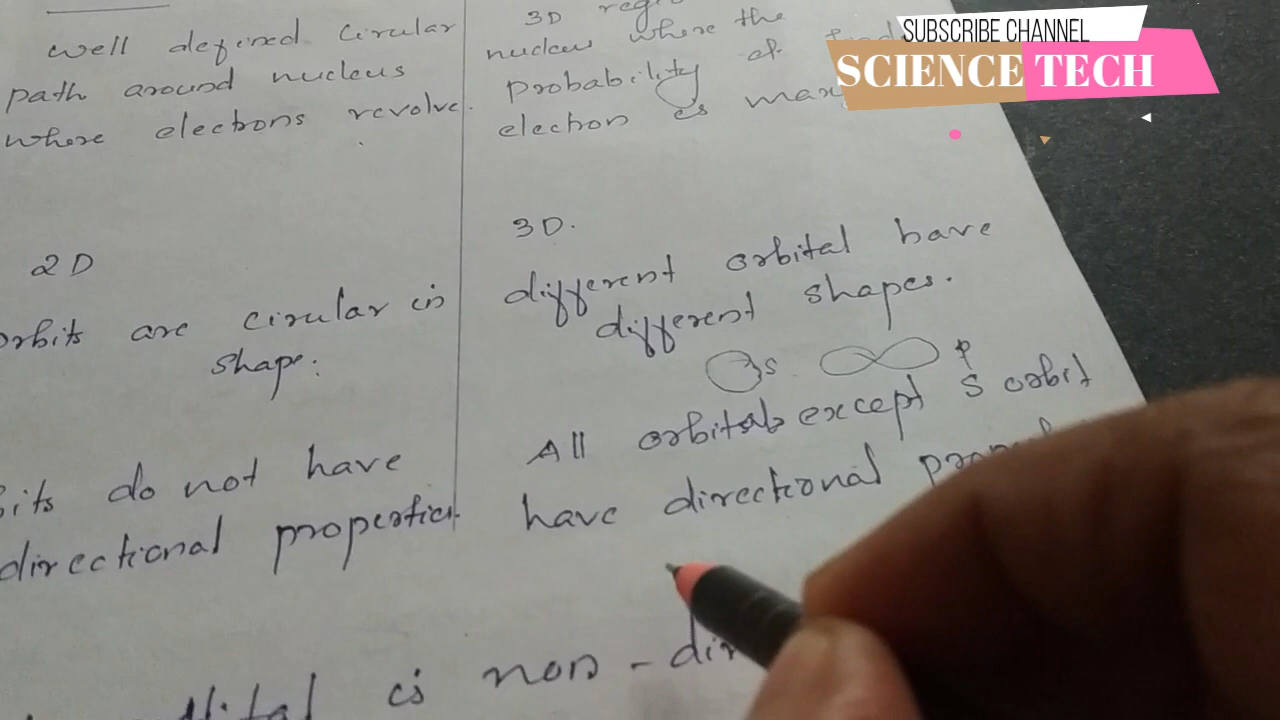 SUBSCRIBE CHANNEL
SCIENCE TECH
well defined circular
path around nucleus
where electrons revolve.
3D
nucleus where the
probability of
electron is
2D
3D.
orbits are cirular in
shape.
different orbital have
different shapes.
s p
do not have
directional properties
All orbitals except s orbit
have directional
is non-